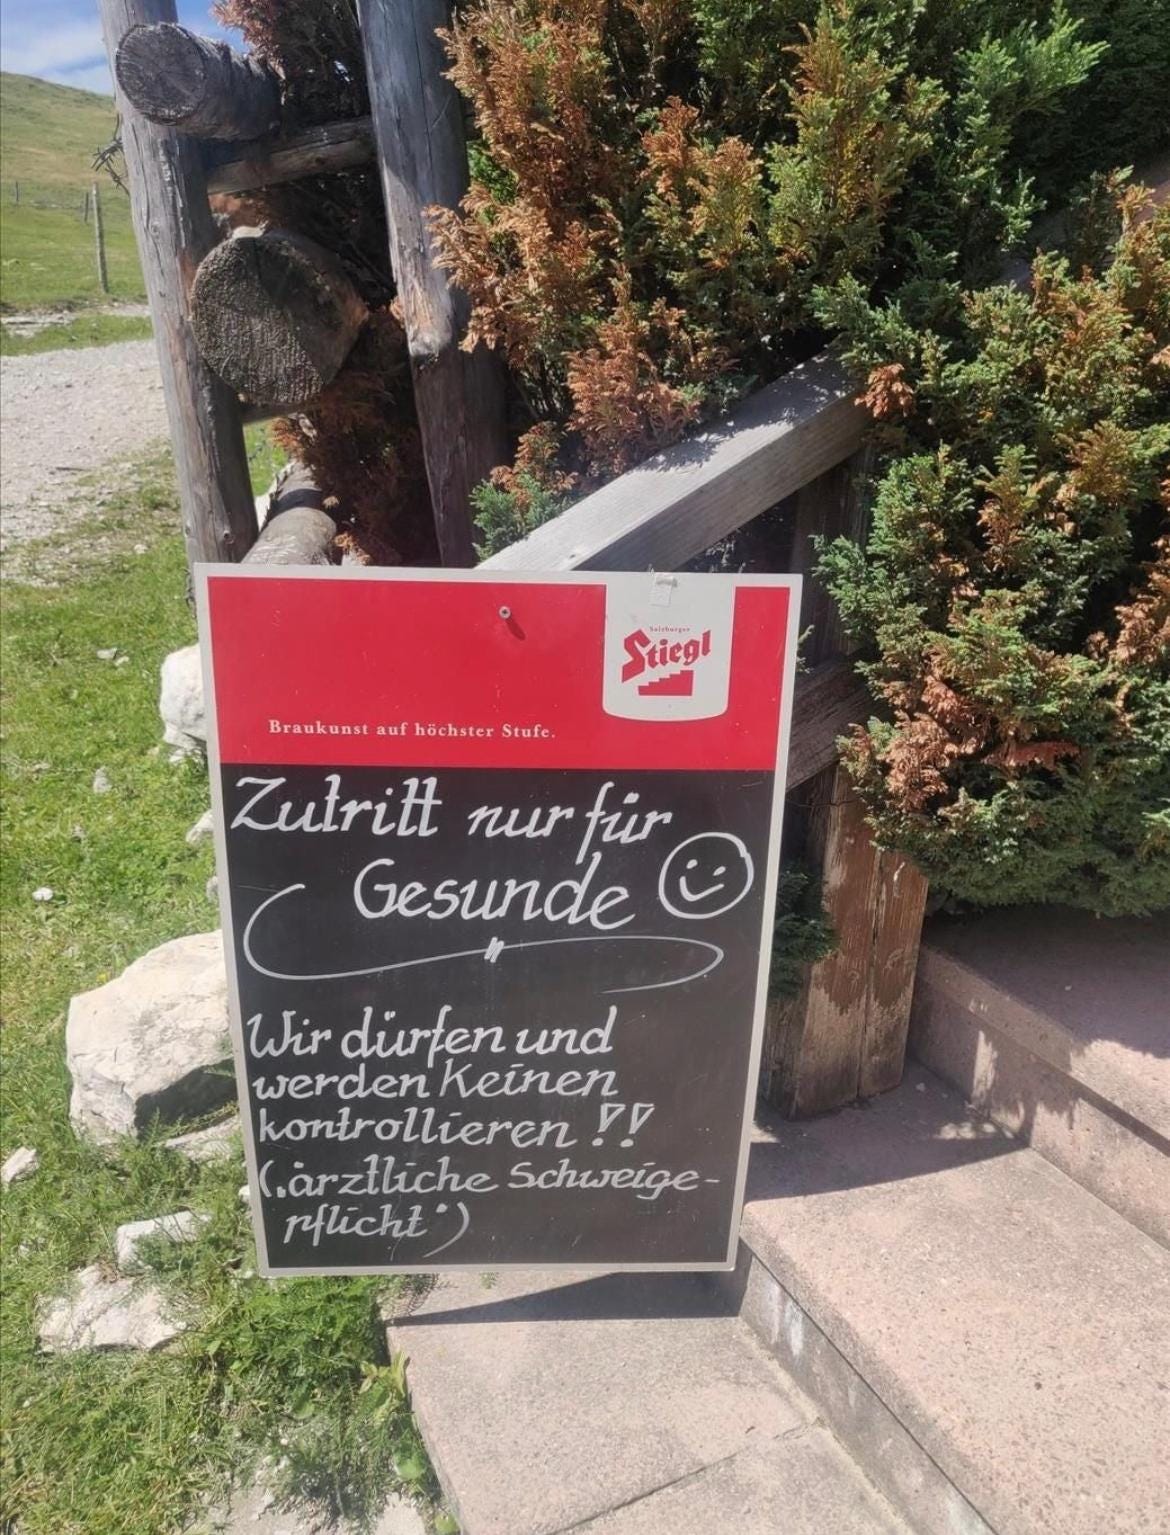 Salzburger
Stiegl
Braukunst auf höchster Stufe.
Zutritt nur für
Gesunde
Wir dürfen und
werden Keinen
kontrollieren !!
(„ärztliche Schweige-
pflicht“)